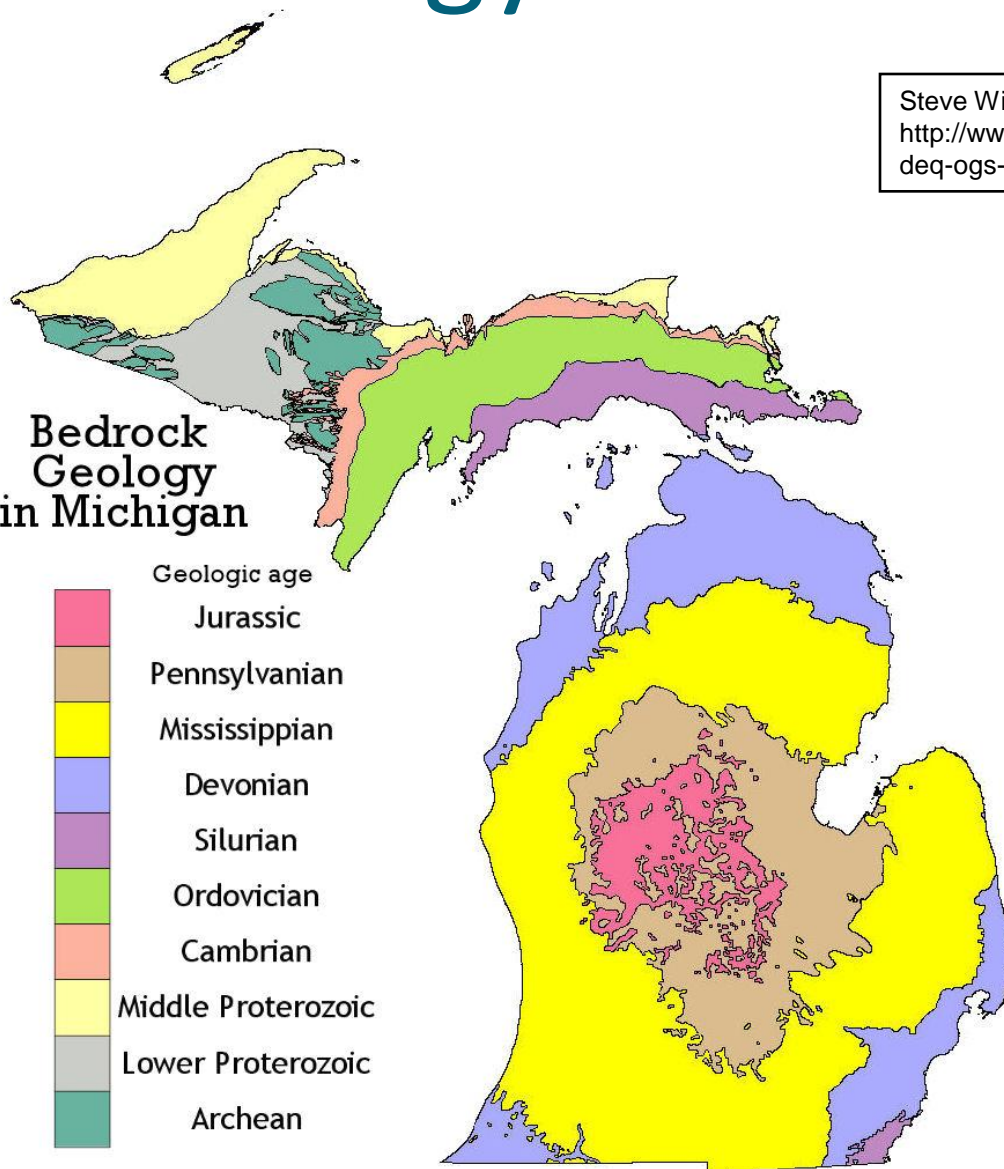 Steve Wi
http://ww
deq-ogs-
Bedrock
Geology
in Michigan
Geologic age
Jurassic
Pennsylvanian
Mississippian
Devonian
Silurian
Ordovician
Cambrian
Middle Proterozoic
Lower Proterozoic
Archean